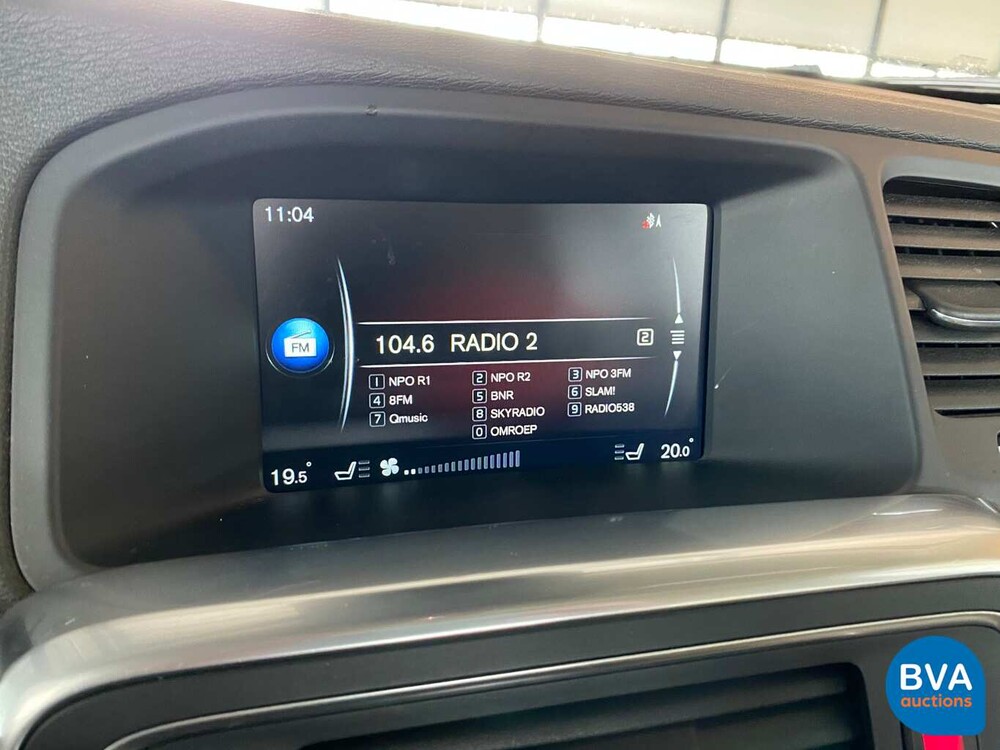 11:04
FM
104.6 RADIO 2 2
1 NPO R1 2 NPO R2 3 NPO 3FM
4 8FM 5 BNR 6 SLAM!
7 Qmusic 8 SKYRADIO 9 RADIO538
0 OMROEP
19.5° 20.0°
BVA
auctions